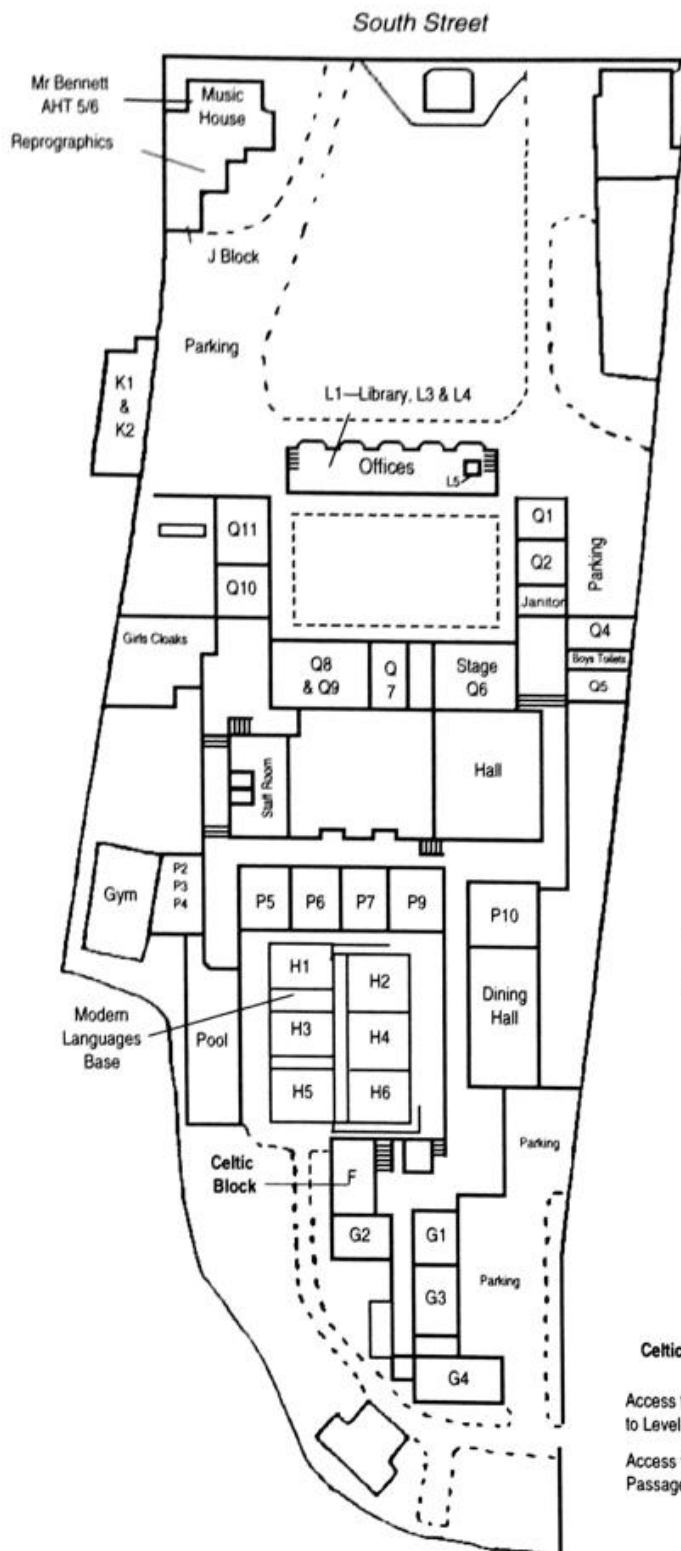 South Street
Mr Bennett
AHT 5/6
Music
House
Reprographics
J Block
Parking
K1
&
K2
L1—Library, L3 & L4
Offices
L5
Q11
Q1
Q2
Parking
Q10
Janitor
Girls Cloaks
Q4
Boys Toilets
Q5
Q8
& Q9
Q
7
Stage
Q6
Staff Room
Hall
Gym
P2
P3
P4
P5
P6
P7
P9
P10
H1
H2
Modern
Languages
Base
Pool
H3
H4
Dining
Hall
H5
H6
Parking
Celtic
Block
F
G2
G1
G3
Parking
G4
Celtic
Access
to Level
Access
Passage